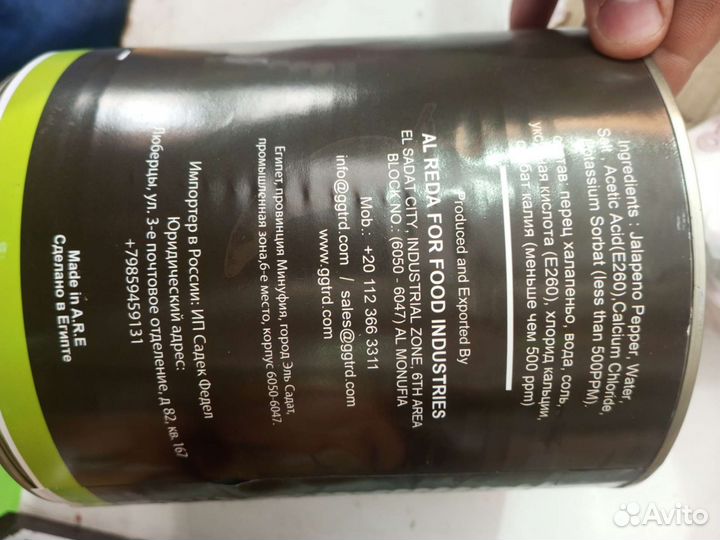 Ingredients : Jalapeno Pepper, Water,
Salt , Acetic Acid(E260),Calcium Chloride,
Potassium Sorbat (less than 500PPM).
состав: перец халапеньо, вода, соль,
уксусная кислота (E260), хлорид кальции,
сорбат калия (меньше чем 500 ppm)
Produced and Exported By
AL REDA FOR FOOD INDUSTRIES
EL SADAT CITY, INDUSTRIAL ZONE, 6TH AREA
BLOCK NO.: (6050 - 6047) AL MONUFIA
Mob.: +20 112 366 3311
info@ggtrd.com / sales@ggtrd.com
www.ggtrd.com
Египет, провинция Минуфия, город Эль Садат,
промышленная зона,6-е место, корпус 6050-6047.
Импортер в России: ИП Садек Федел
Юридический адрес:
Люберцы, ул. 3-е почтовое отделение, д 82, кв. 167
+79859459131
Made in A.R.E
Сделано в Египте
Avito